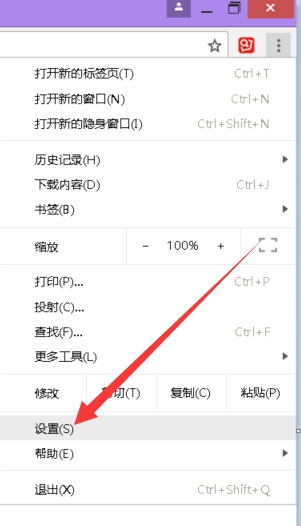 打开新的标签页(T) Ctrl+T
打开新的窗口(N) Ctrl+N
打开新的隐身窗口(I) Ctrl+Shift+N
历史记录(H)
下载内容(D) Ctrl+J
书签(B)
缩放 - 100% +
打印(P)... Ctrl+P
投射(C)...
查找(F)... Ctrl+F
更多工具(L)
修改 切(T) 复制(C) 粘贴(P)
设置(S)
帮助(E)
退出(X) Ctrl+Shift+Q